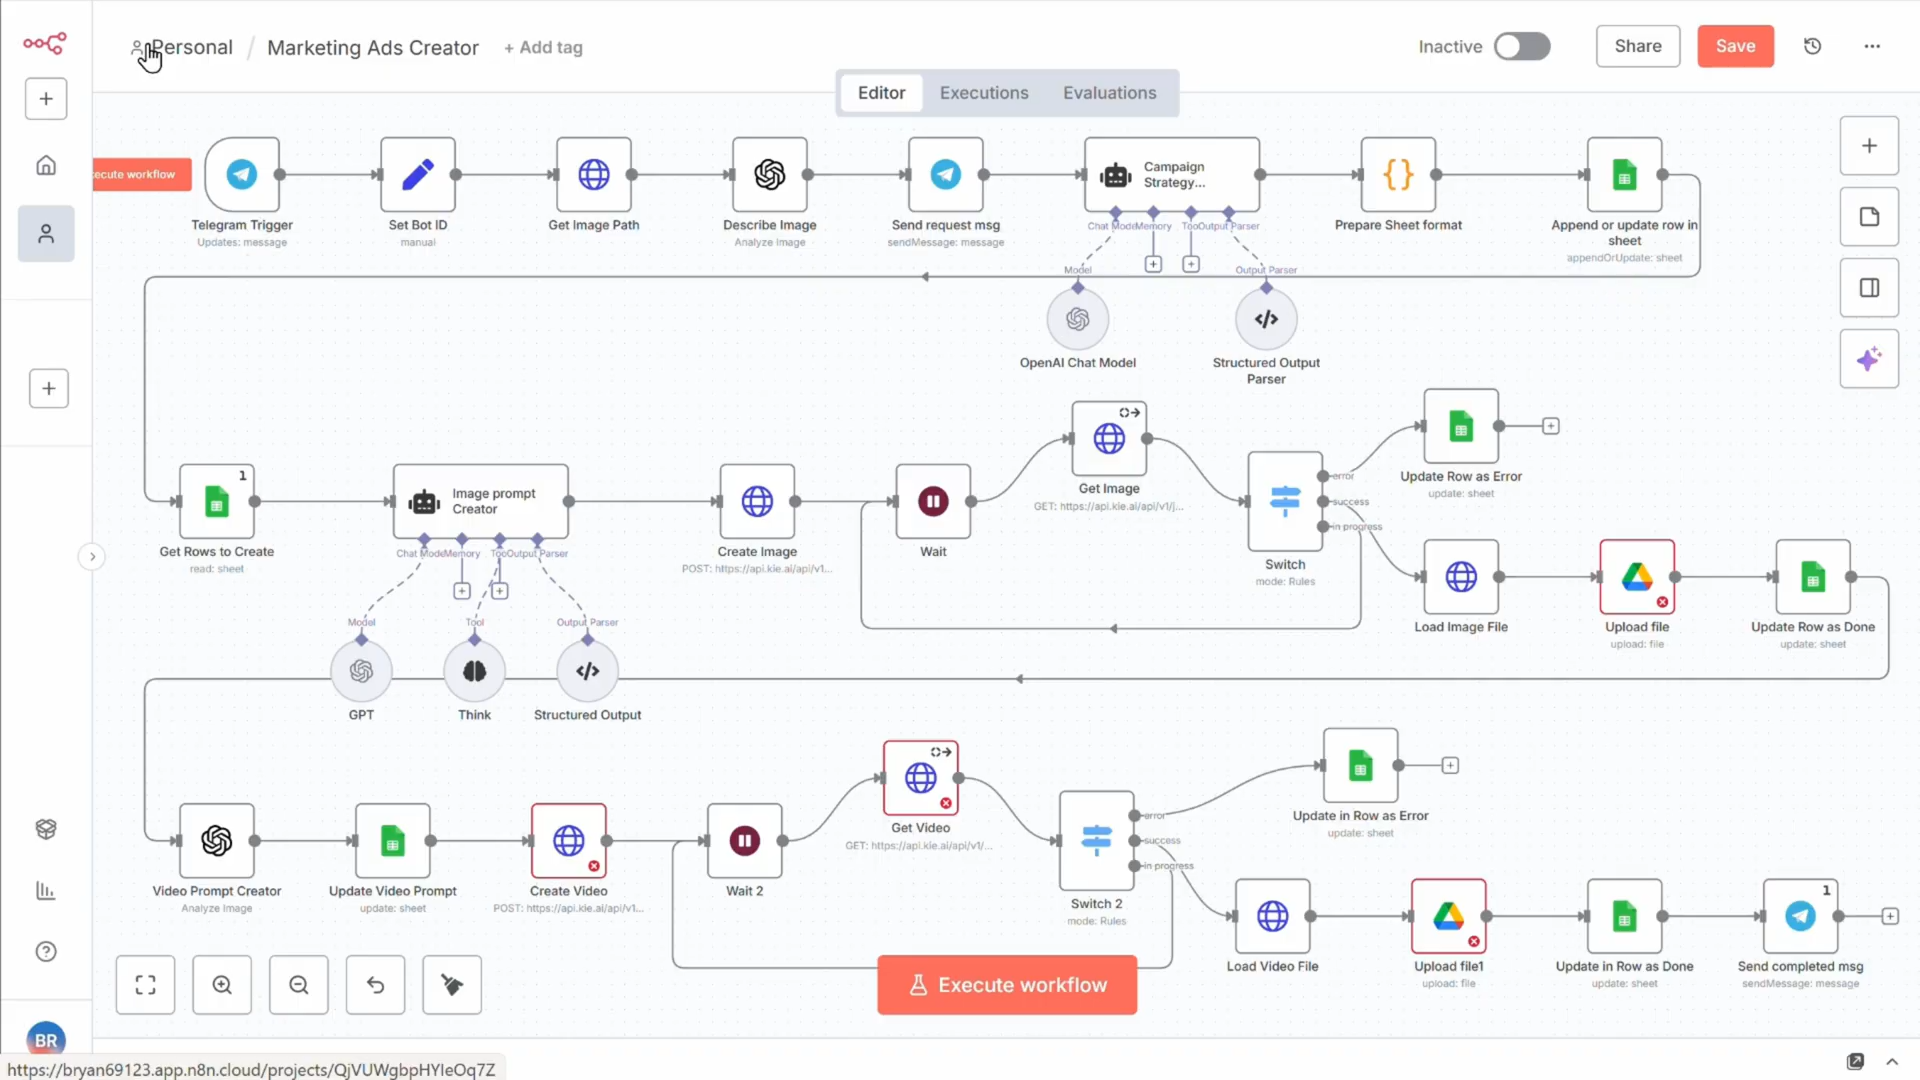 Personal / Marketing Ads Creator + Add tag
Inactive
Share
Save
Editor Executions Evaluations
ecute workflow
Telegram Trigger
Updates: message
Set Bot ID
manual
Get Image Path
Describe Image
Analyze Image
Send request msg
sendMessage: message
Campaign
Strategy...
Chat Mode Memory Too Output Parser
Prepare Sheet format
Append or update row in
sheet
appendOrUpdate: sheet
Model
Output Parser
OpenAI Chat Model
Structured Output
Parser
1
Get Rows to Create
read: sheet
Image prompt
Creator
Chat Mode Memory Too Output Parser
Create Image
POST: https://api.kie.ai/api/v1...
Wait
Get Image
GET: https://api.kie.ai/api/v1/j...
error
success
in progress
Switch
mode: Rules
Update Row as Error
update: sheet
Load Image File
Upload file
upload: file
Update Row as Done
update: sheet
Model
Tool
Output Parser
GPT
Think
Structured Output
Video Prompt Creator
Analyze Image
Update Video Prompt
update: sheet
Create Video
POST: https://api.kie.ai/api/v1...
Wait 2
Get Video
GET: https://api.kie.ai/api/v1/...
error
success
in progress
Switch 2
mode: Rules
Update in Row as Error
update: sheet
Load Video File
Upload file1
upload: file
Update in Row as Done
update: sheet
1
Send completed msg
sendMessage: message
Execute workflow
BR
https://bryan69123.app.n8n.cloud/projects/QjVUWgbpHYIeOq7Z